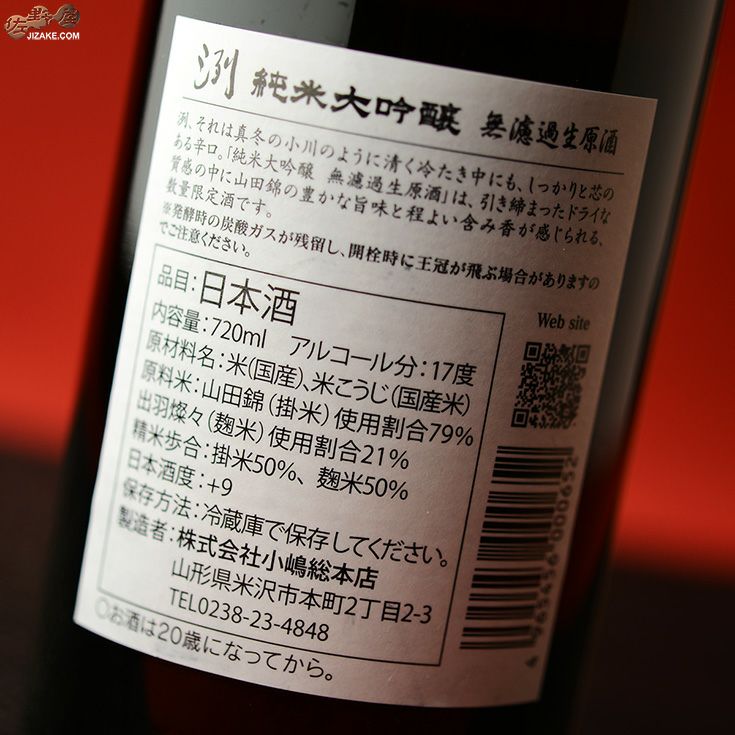 佐野屋
JIZAKE.COM
洌 純米大吟醸 無濾過生原酒
洌、それは真冬の小川のように清く冷たき中にも、しっかりと芯の
ある辛口。「純米大吟醸 無濾過生原酒」は、引き締まったドライな
質感の中に山田錦の豊かな旨味と程よい含み香が感じられる、
数量限定酒です。
※発酵時の炭酸ガスが残留し、開栓時に王冠が飛ぶ場合がありますの
でご注意ください。
品目：日本酒
内容量：720ml アルコール分：17度
原材料名：米(国産)、米こうじ(国産米)
原料米：山田錦（掛米）使用割合79%
出羽燦々（麹米）使用割合21%
精米歩合：掛米50%、麹米50%
日本酒度：+9
保存方法：冷蔵庫で保存してください。
製造者：株式会社小嶋総本店
山形県米沢市本町2丁目2-3
TEL0238-23-4848
〇お酒は20歳になってから。
Web site
4 965456 000652